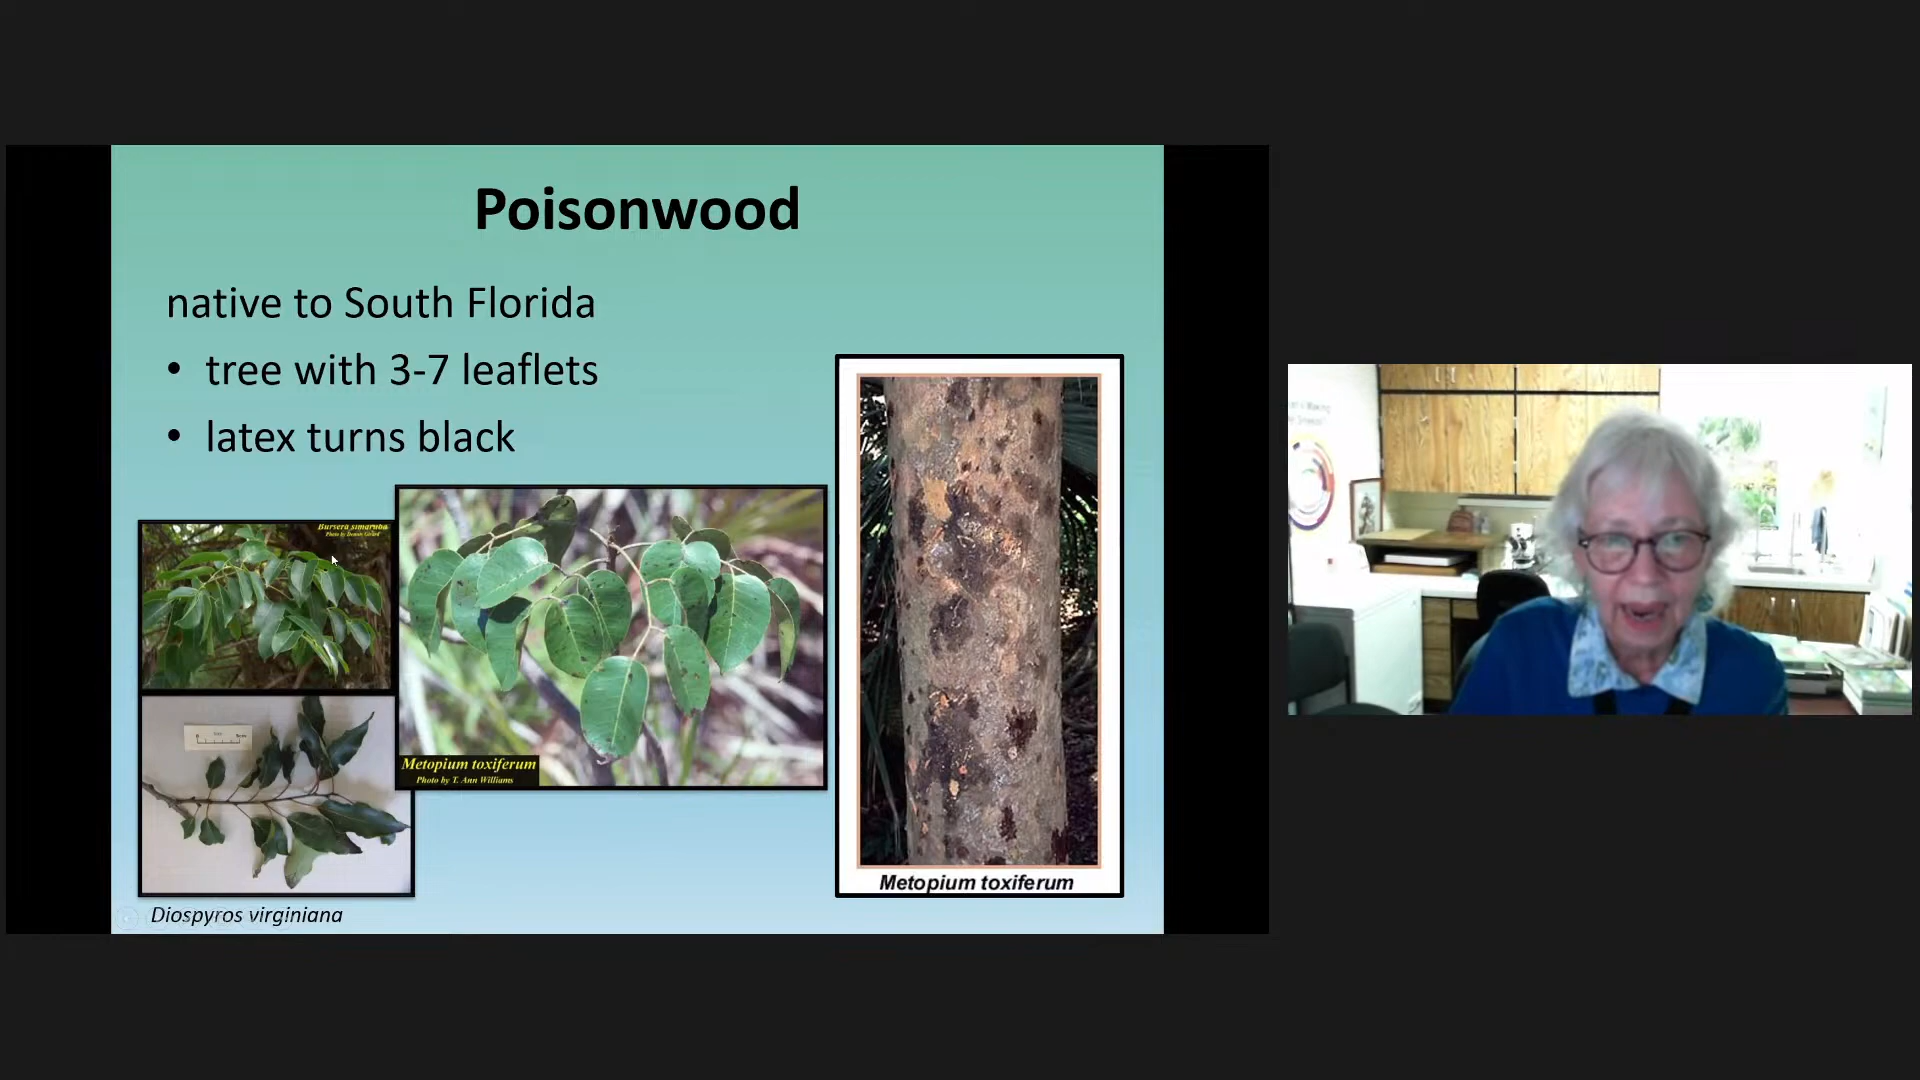 Poisonwood
native to South Florida
• tree with 3-7 leaflets
• latex turns black
Bursera simaruba
Photo by Dennis Girard
Metopium toxiferum
Photo by T. Ann Williams
Metopium toxiferum
Diospyros virginiana